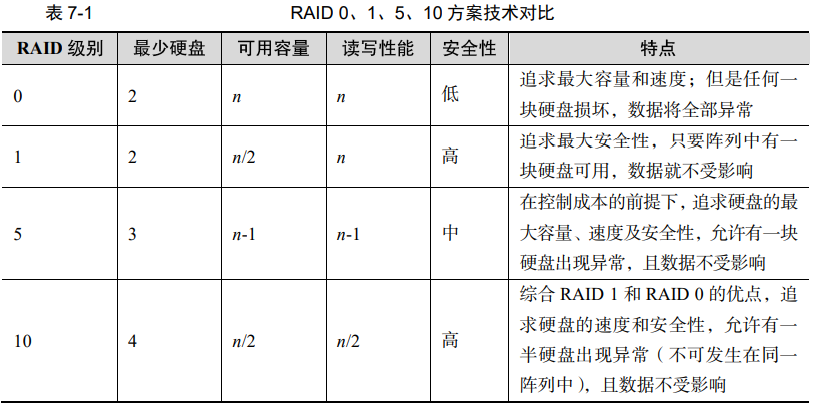 表 7-1 RAID 0、1、5、10 方案技术对比
RAID 级别 最少硬盘 可用容量 读写性能 安全性 特点
0 2 n n 低 追求最大容量和速度；但是任何一
块硬盘损坏，数据将全部异常
1 2 n/2 n 高 追求最大安全性，只要阵列中有一
块硬盘可用，数据就不受影响
5 3 n-1 n-1 中 在控制成本的前提下，追求硬盘的最
大容量、速度及安全性，允许有一块
硬盘出现异常，且数据不受影响
10 4 n/2 n/2 高 综合 RAID 1 和 RAID 0 的优点，追
求硬盘的速度和安全性，允许有一
半硬盘出现异常（不可发生在同一
阵列中），且数据不受影响